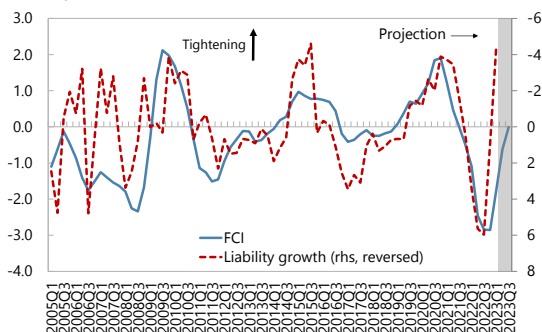 3.0
2.0
1.0
0.0
-1.0
-2.0
-3.0
-4.0
-6
-4
-2
0
2
4
6
8
Tightening
Projection
FCI
Liability growth (rhs, reversed)
2005Q1
2005Q3
2006Q1
2006Q3
2007Q1
2007Q3
2008Q1
2008Q3
2009Q1
2009Q3
2010Q1
2010Q3
2011Q1
2011Q3
2012Q1
2012Q3
2013Q1
2013Q3
2014Q1
2014Q3
2015Q1
2015Q3
2016Q1
2016Q3
2017Q1
2017Q3
2018Q1
2018Q3
2019Q1
2019Q3
2020Q1
2020Q3
2021Q1
2021Q3
2022Q1
2022Q3
2023Q1
2023Q3